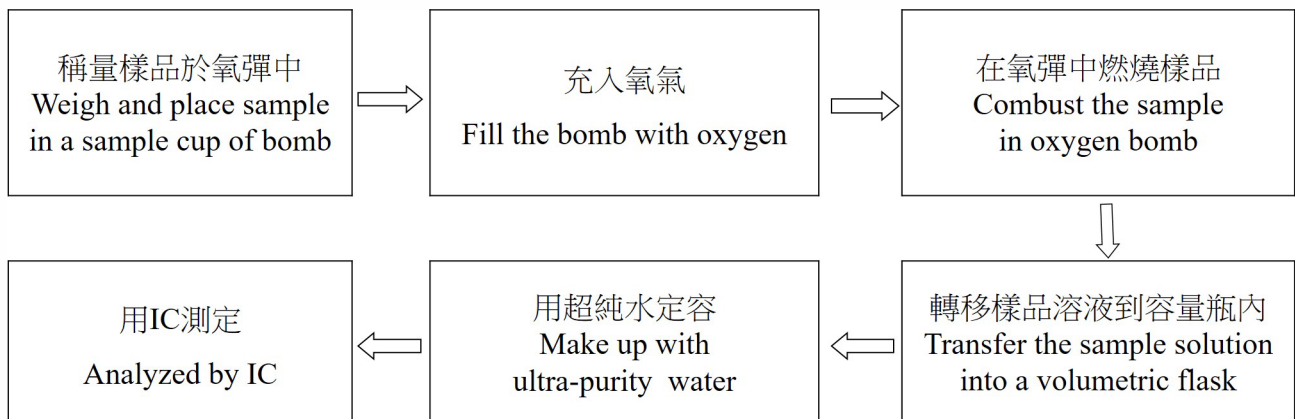 稱量樣品於氧彈中
Weigh and place sample
in a sample cup of bomb
充入氧氣
Fill the bomb with oxygen
在氧彈中燃燒樣品
Combust the sample
in oxygen bomb
轉移樣品溶液到容量瓶內
Transfer the sample solution
into a volumetric flask
用超純水定容
Make up with
ultra-purity water
用IC測定
Analyzed by IC